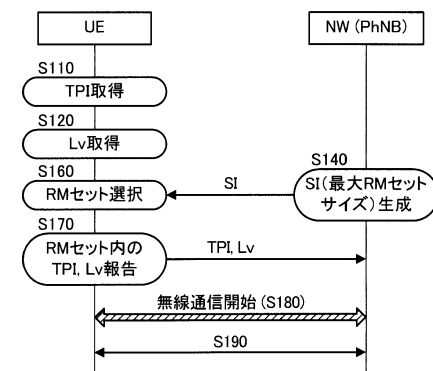 UE
NW (PhNB)
S110
TPI取得
S120
Lv取得
S160
RMセット選択
SI
S140
SI(最大RMセット
サイズ)生成
S170
RMセット内の
TPI, Lv報告
TPI, Lv
無線通信開始(S180)
S190